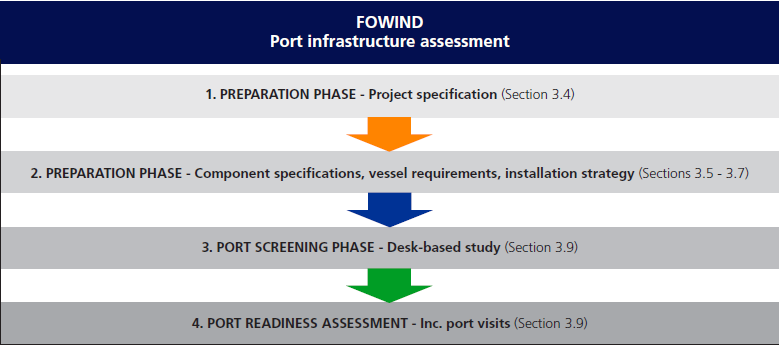 FOWIND
Port infrastructure assessment
1. PREPARATION PHASE - Project specification (Section 3.4)
2. PREPARATION PHASE - Component specifications, vessel requirements, installation strategy (Sections 3.5 - 3.7)
3. PORT SCREENING PHASE - Desk-based study (Section 3.9)
4. PORT READINESS ASSESSMENT - Inc. port visits (Section 3.9)